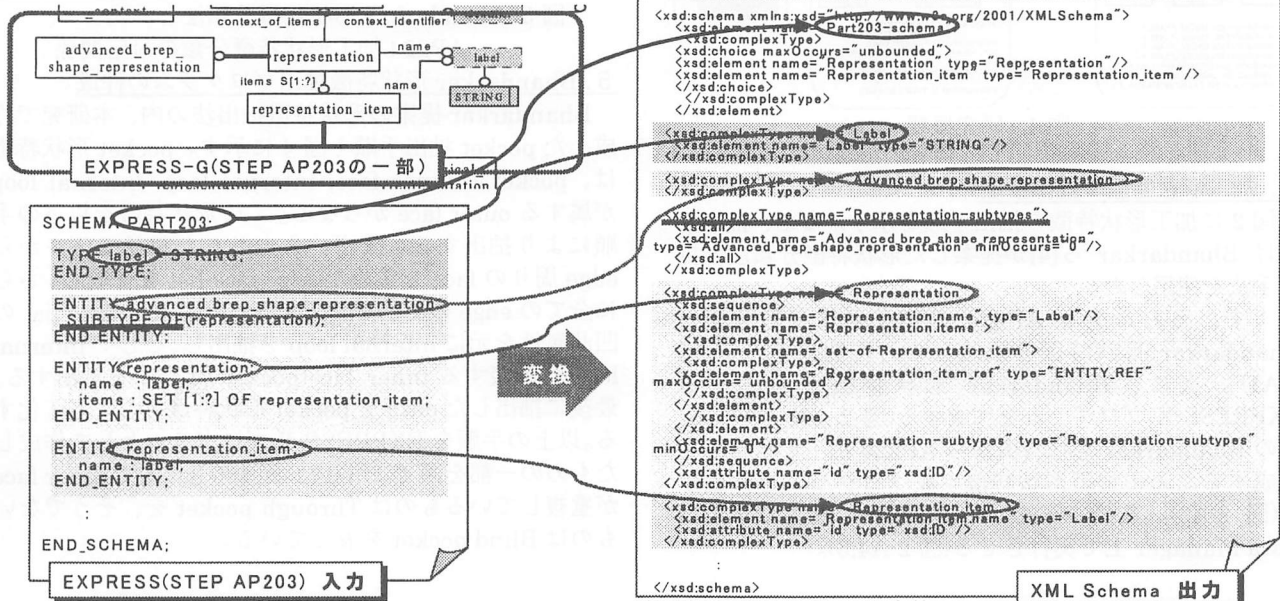 context_of_items context_identifier
advanced_brep_
shape_representation
representation
name
label
items S[1:?]
name
STRING
representation_item
EXPRESS-G(STEP AP203の一部)
SCHEMA PART203;
TYPE label = STRING;
END_TYPE;
ENTITY advanced_brep_shape_representation
SUBTYPE OF(representation);
END_ENTITY;
ENTITY representation;
name : label;
items : SET [1:?] OF representation_item;
END_ENTITY;
ENTITY representation_item;
name : label;
END_ENTITY;
:
END_SCHEMA;
EXPRESS(STEP AP203) 入力
変換
<xsd:schema xmlns:xsd="http://www.w3.org/2001/XMLSchema">
<xsd:element name="Part203-schema
<xsd:complexType>
<xsd:choice maxOccurs="unbounded">
<xsd:element name="Representation" type="Representation"/>
<xsd:element name="Representation_item" type="Representation_item"/>
</xsd:choice>
</xsd:complexType>
</xsd:element>
<xsd:complexType name= Label
<xsd:element name="Label" type="STRING"/>
</xsd:complexType>
<xsd:complexType name= Advanced_brep_shape_representation
</xsd:complexType>
<xsd:complexType name="Representation-subtypes">
<xsd:all>
<xsd:element name="Advanced_brep_shape_representation"
type="Advanced_brep_shape_representation" minOccurs="0"/>
</xsd:all>
</xsd:complexType>
<xsd:complexType name= Representation
<xsd:sequence>
<xsd:element name="Representation.name" type="Label"/>
<xsd:element name="Representation.items">
<xsd:complexType>
<xsd:element name="set-of-Representation_item">
<xsd:complexType>
<xsd:element name="Representation_item_ref" type="ENTITY_REF"
maxOccurs="unbounded"/>
</xsd:complexType>
</xsd:element>
</xsd:complexType>
</xsd:element>
<xsd:element name="Representation-subtypes" type="Representation-subtypes"
minOccurs="0"/>
</xsd:sequence>
<xsd:attribute name="id" type="xsd:ID"/>
</xsd:complexType>
<xsd:complexType name= Representation_item
<xsd:element name="Representation_item.name" type="Label"/>
<xsd:attribute name="id" type="xsd:ID"/>
</xsd:complexType>
:
</xsd:schema>
XML Schema 出力